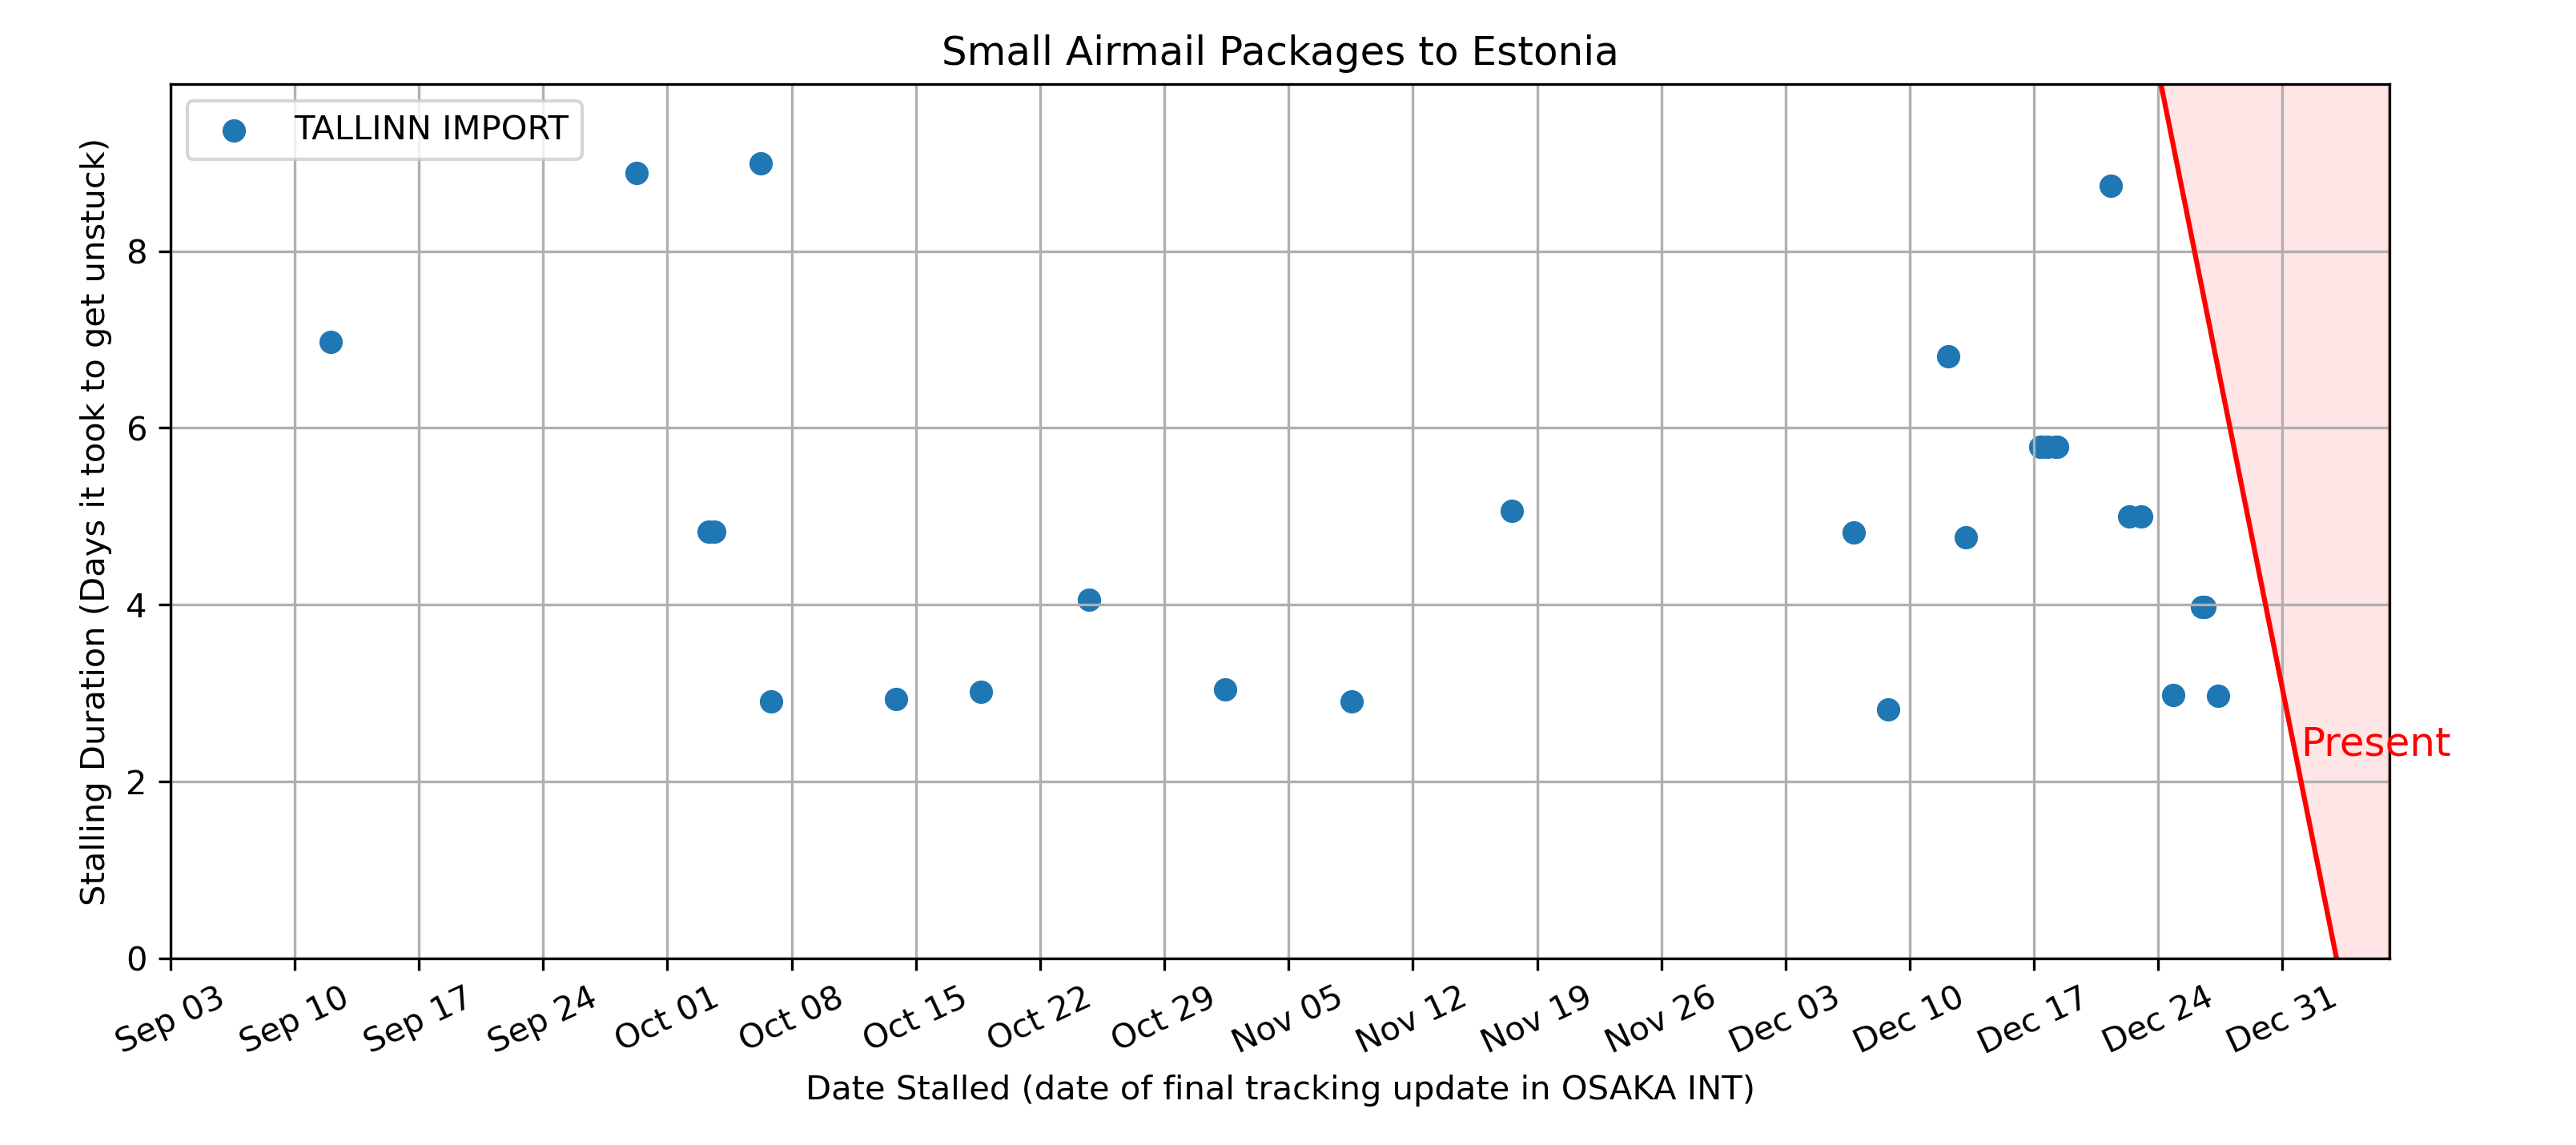 Small Airmail Packages to Estonia
TALLINN IMPORT
Stalling Duration (Days it took to get unstuck)
8
6
4
2
0
Present
Sep 03
Sep 10
Sep 17
Sep 24
Oct 01
Oct 08
Oct 15
Oct 22
Oct 29
Nov 05
Nov 12
Nov 19
Nov 26
Dec 03
Dec 10
Dec 17
Dec 24
Dec 31
Date Stalled (date of final tracking update in OSAKA INT)